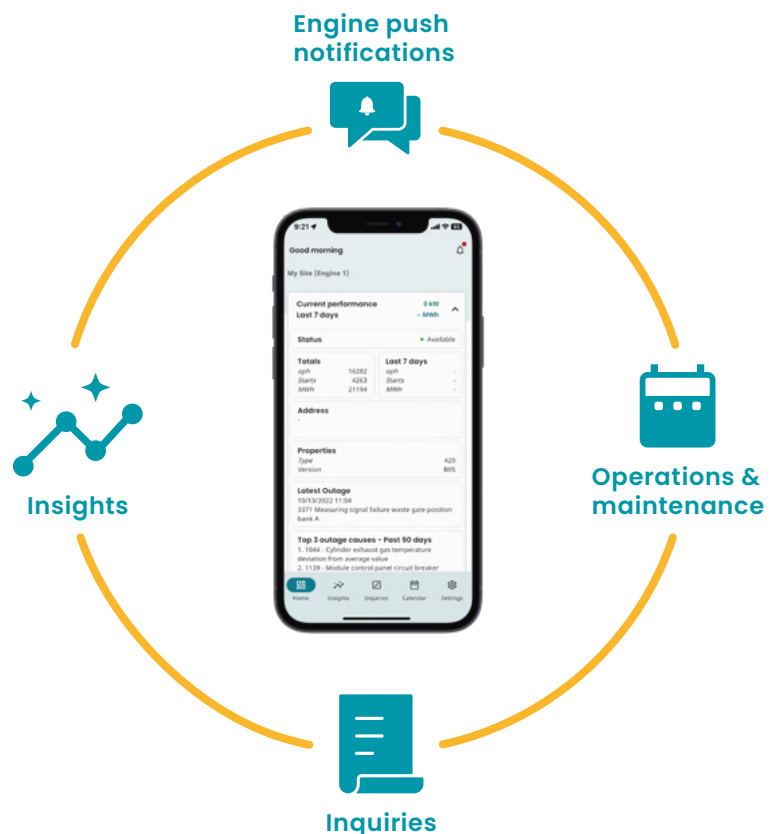 Engine push
notifications
9:21
Good morning
My Site (Engine 1)
Current performance
0 kW
Last 7 days
-- MWh
Status
Available
Totals
oph 16282
Starts 4263
MWh 21194
Last 7 days
oph -
Starts -
MWh -
Address
-
Properties
Type 420
Version B05
Latest Outage
10/13/2022 11:04
3371 Measuring signal failure waste gate position
bank A
Top 3 outage causes - Past 90 days
1. 1044 - Cylinder exhaust gas temperature
deviation from average value
2. 1139 - Module control panel circuit breaker
Home Insights Inquiries Calendar Settings
Insights
Operations &
maintenance
Inquiries